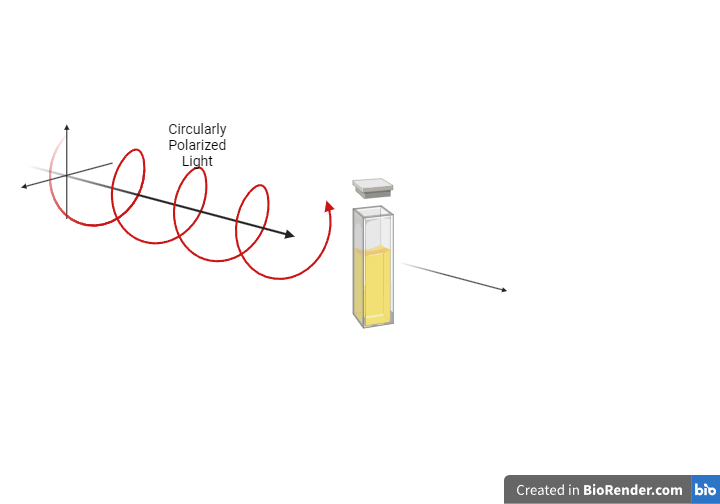 Circularly
Polarized
Light
Created in BioRender.com bio